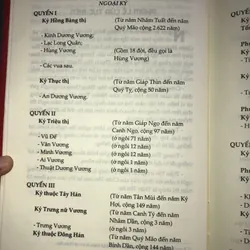 NGOẠI KỶ
QUYỂN I
Kỷ Hồng Bàng thị (Từ năm Nhâm Tuất đến năm
Quý Mão cộng 2.622 năm)
- Kinh Dương Vương;
- Lạc Long Quân;
- Hùng Vương; (Gồm 18 đời, đều gọi là
Hùng Vương)
- Các vua sau.
Kỷ Thục thị (Từ năm Giáp Thìn đến năm
Quý Tỵ, cộng 50 năm)
- An Dương Vương.
QUYỂN II
Kỷ Triệu thị (Từ năm Giáp Ngọ đến năm
Canh Ngọ, cộng 97 năm)
- Vũ Đế (ở ngôi 71 năm)
- Văn Vương (ở ngôi 12 năm)
- Minh Vương (ở ngôi 12 năm)
- Ai Vương (ở ngôi 1 năm)
- Thuật Dương Vương (ở ngôi 1 năm)
QUYỂN III
Kỷ thuộc Tây Hán (Từ năm Tân Mùi đến năm Kỷ
Hợi, cộng 149 năm)
Kỷ Trưng nữ Vương (Từ năm Canh Tý đến năm
Nhâm Dần, cộng 3 năm)
- Trưng Vương
Kỷ thuộc Đông Hán (Từ năm Quý Mão đến năm
Bính Dần, cộng 144 năm)